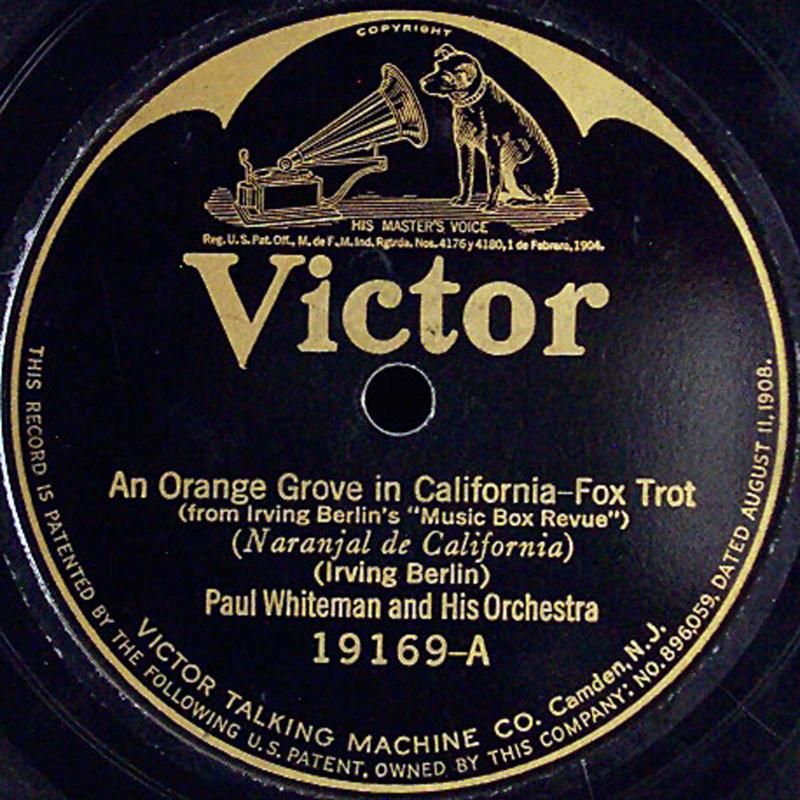 COPYRIGHT
HIS MASTER'S VOICE
Reg. U.S. Pat. Off., M. de F., M. Ind. Rgtrda. Nos. 4176 y 4180, 1 de Febrero, 1904.
Victor
An Orange Grove in California–Fox Trot
(from Irving Berlin's "Music Box Revue")
(Naranjal de California)
(Irving Berlin)
Paul Whiteman and His Orchestra
19169–A
VICTOR TALKING MACHINE CO. Camden, N.J.
THIS RECORD IS PATENTED BY THE FOLLOWING U.S. PATENT, OWNED BY THIS COMPANY: NO. 896,059, DATED AUGUST 11, 1908.